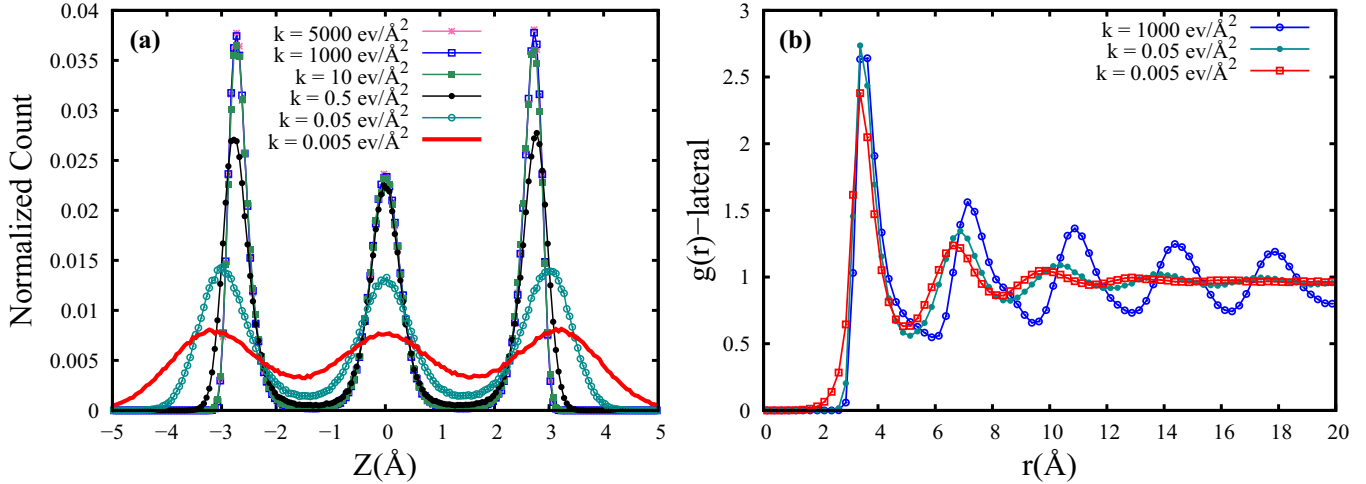 (a)
k = 5000 ev/Å²
k = 1000 ev/Å²
k = 10 ev/Å²
k = 0.5 ev/Å²
k = 0.05 ev/Å²
k = 0.005 ev/Å²
0.04
0.035
0.03
0.025
0.02
0.015
0.01
0.005
0
Normalized Count
−5 −4 −3 −2 −1 0 1 2 3 4 5
Z(Å)
(b)
k = 1000 ev/Å²
k = 0.05 ev/Å²
k = 0.005 ev/Å²
3
2.5
2
1.5
1
0.5
0
g(r)−lateral
0 2 4 6 8 10 12 14 16 18 20
r(Å)